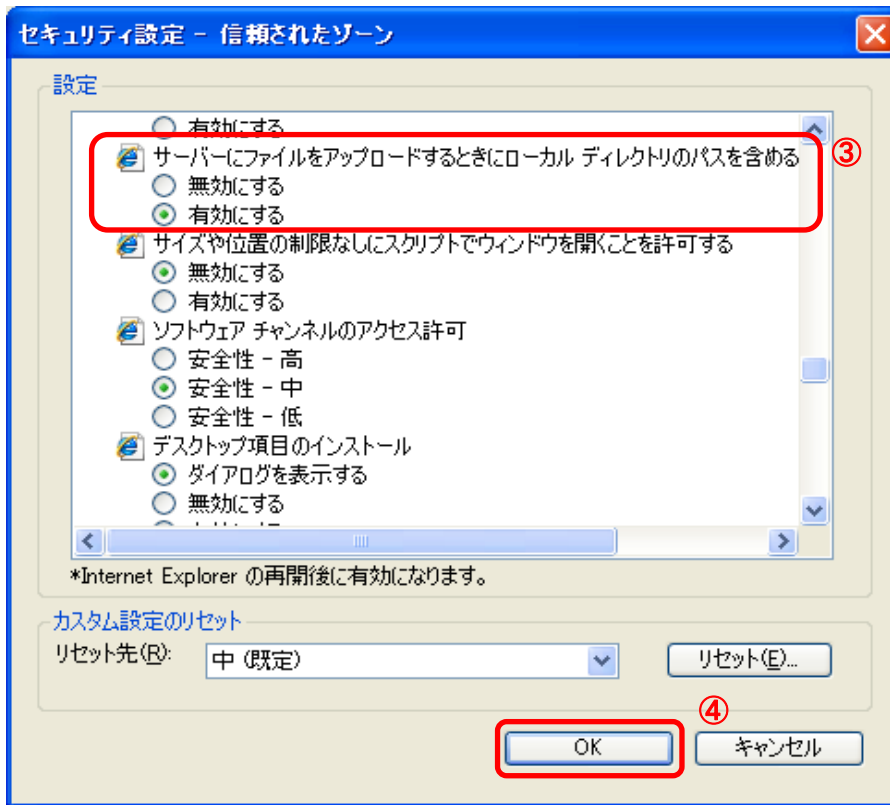 セキュリティ設定 - 信頼されたゾーン
設定
有効にする
サーバーにファイルをアップロードするときにローカル ディレクトリのパスを含める
③
無効にする
有効にする
サイズや位置の制限なしにスクリプトでウィンドウを開くことを許可する
無効にする
有効にする
ソフトウェア チャンネルのアクセス許可
安全性 - 高
安全性 - 中
安全性 - 低
デスクトップ項目のインストール
ダイアログを表示する
無効にする
*Internet Explorer の再開後に有効になります。
カスタム設定のリセット
リセット先(R):
中 (既定)
リセット(E)...
④
OK
キャンセル